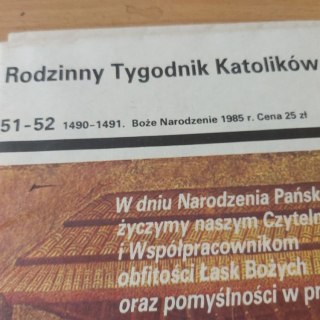 Rodzinny Tygodnik Katolików
51-52 1490-1491. Boże Narodzenie 1985 r. Cena 25 zł
W dniu Narodzenia Pańsk
życzymy naszym Czyteln
i Współpracownikom
obfitości Łask Bożych
oraz pomyślności w pr